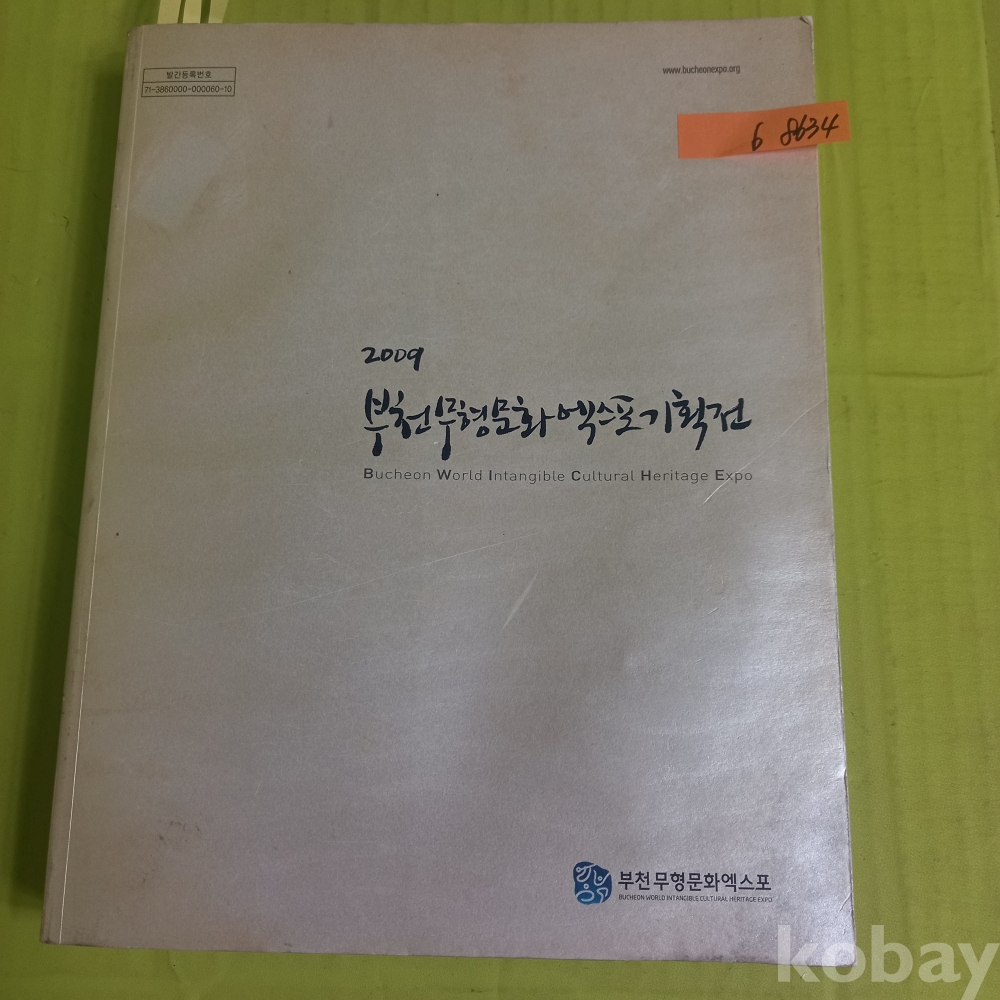 발간등록번호
71-3860000-000060-10
www.bucheonexpo.org
6 8634
2009
부천무형문화엑스포기획전
Bucheon World Intangible Cultural Heritage Expo
부천무형문화엑스포
BUCHEON WORLD INTANGIBLE CULTURAL HERITAGE EXPO
kobay